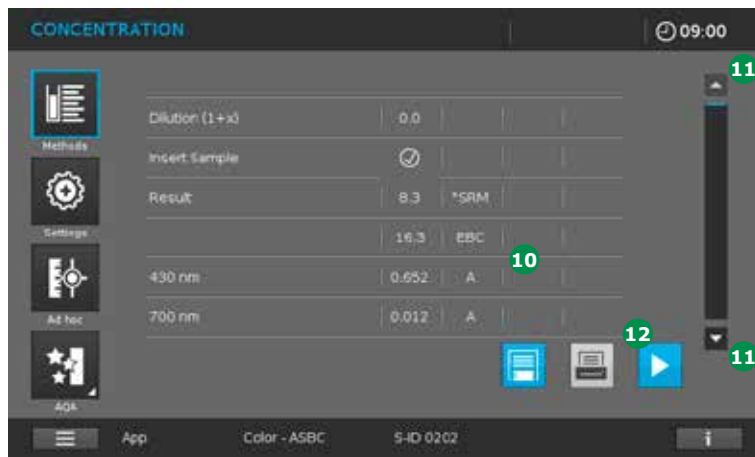 CONCENTRATION 09:00
11
Methods
Dilution (1+x) 0.0
Insert Sample
Settings
Result 8.3 °SRM
16.3 EBC
10
Ad hoc
430 nm 0.652 A
700 nm 0.012 A
12
11
AQA
App Color - ASBC S-ID 0202 i